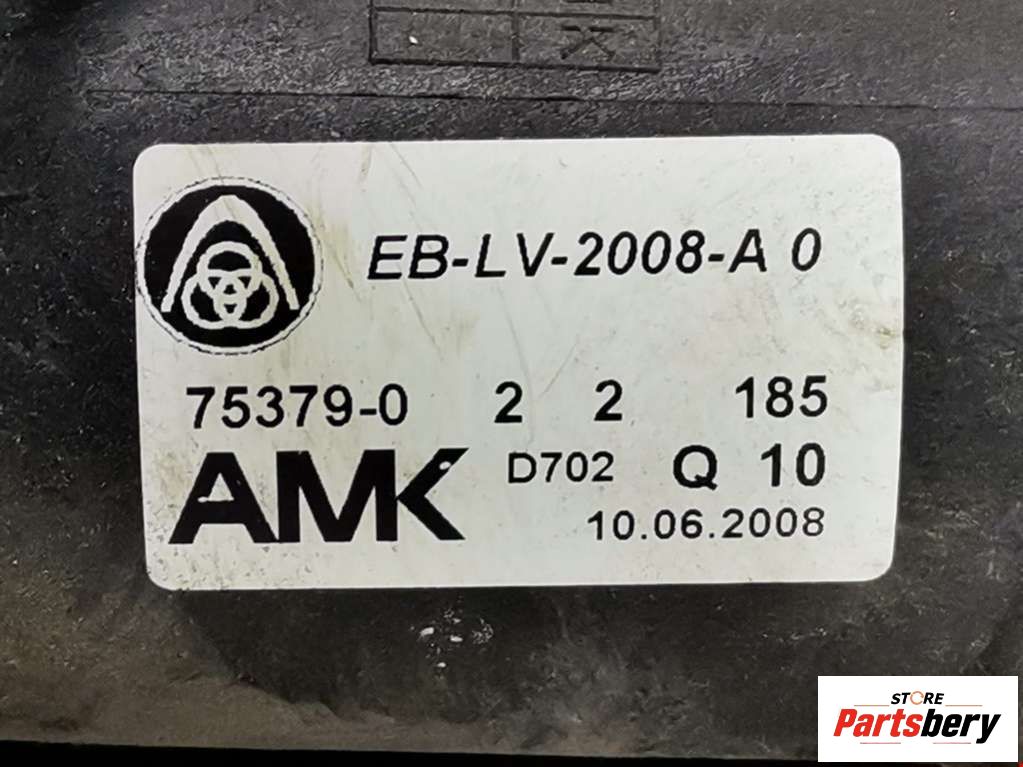 K
EB-LV-2008-A 0
75379-0 2 2 185
AMK D702 Q 10
10.06.2008
STORE
Partsbery